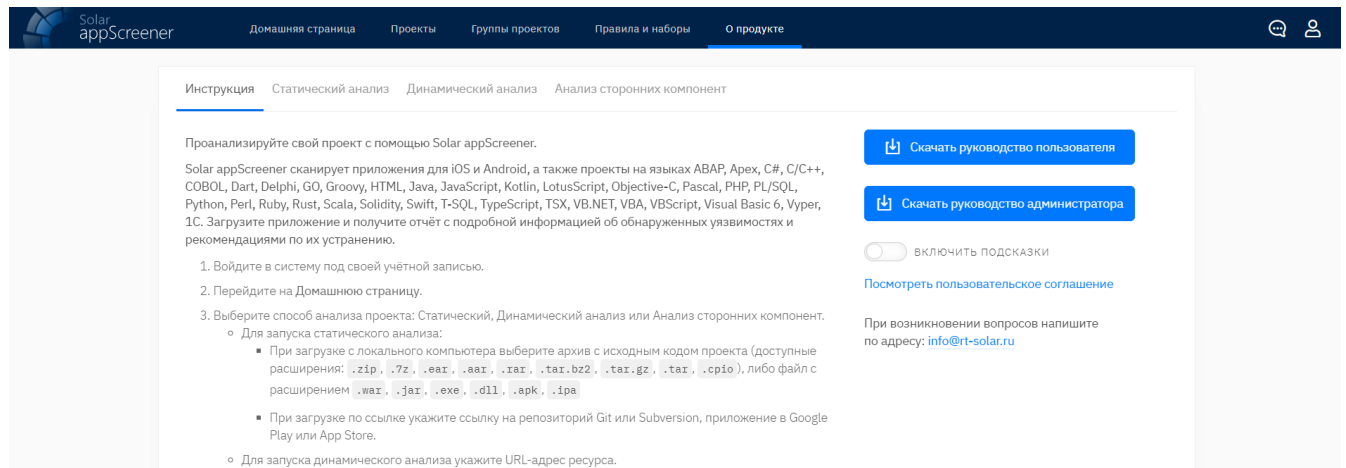 Solar
appScreener
Домашняя страница
Проекты
Группы проектов
Правила и наборы
О продукте
Инструкция
Статический анализ
Динамический анализ
Анализ сторонних компонент
Проанализируйте свой проект с помощью Solar appScreener.
Solar appScreener сканирует приложения для iOS и Android, а также проекты на языках ABAP, Apex, C#, C/C++,
COBOL, Dart, Delphi, GO, Groovy, HTML, Java, JavaScript, Kotlin, LotusScript, Objective-C, Pascal, PHP, PL/SQL,
Python, Perl, Ruby, Rust, Scala, Solidity, Swift, T-SQL, TypeScript, TSX, VB.NET, VBA, VBScript, Visual Basic 6, Vyper,
1C. Загрузите приложение и получите отчёт с подробной информацией об обнаруженных уязвимостях и
рекомендациями по их устранению.
1. Войдите в систему под своей учётной записью.
2. Перейдите на Домашнюю страницу.
3. Выберите способ анализа проекта: Статический, Динамический анализ или Анализ сторонних компонент.
Для запуска статического анализа:
При загрузке с локального компьютера выберите архив с исходным кодом проекта (доступные
расширения: .zip, .7z, .ear, .aar, .rar, .tar.bz2, .tar.gz, .tar, .cpio), либо файл с
расширением .war, .jar, .exe, .dll, .apk, .ipa
При загрузке по ссылке укажите ссылку на репозиторий Git или Subversion, приложение в Google
Play или App Store.
Для запуска динамического анализа укажите URL-адрес ресурса.
Скачать руководство пользователя
Скачать руководство администратора
ВКЛЮЧИТЬ ПОДСКАЗКИ
Посмотреть пользовательское соглашение
При возникновении вопросов напишите
по адресу: info@rt-solar.ru